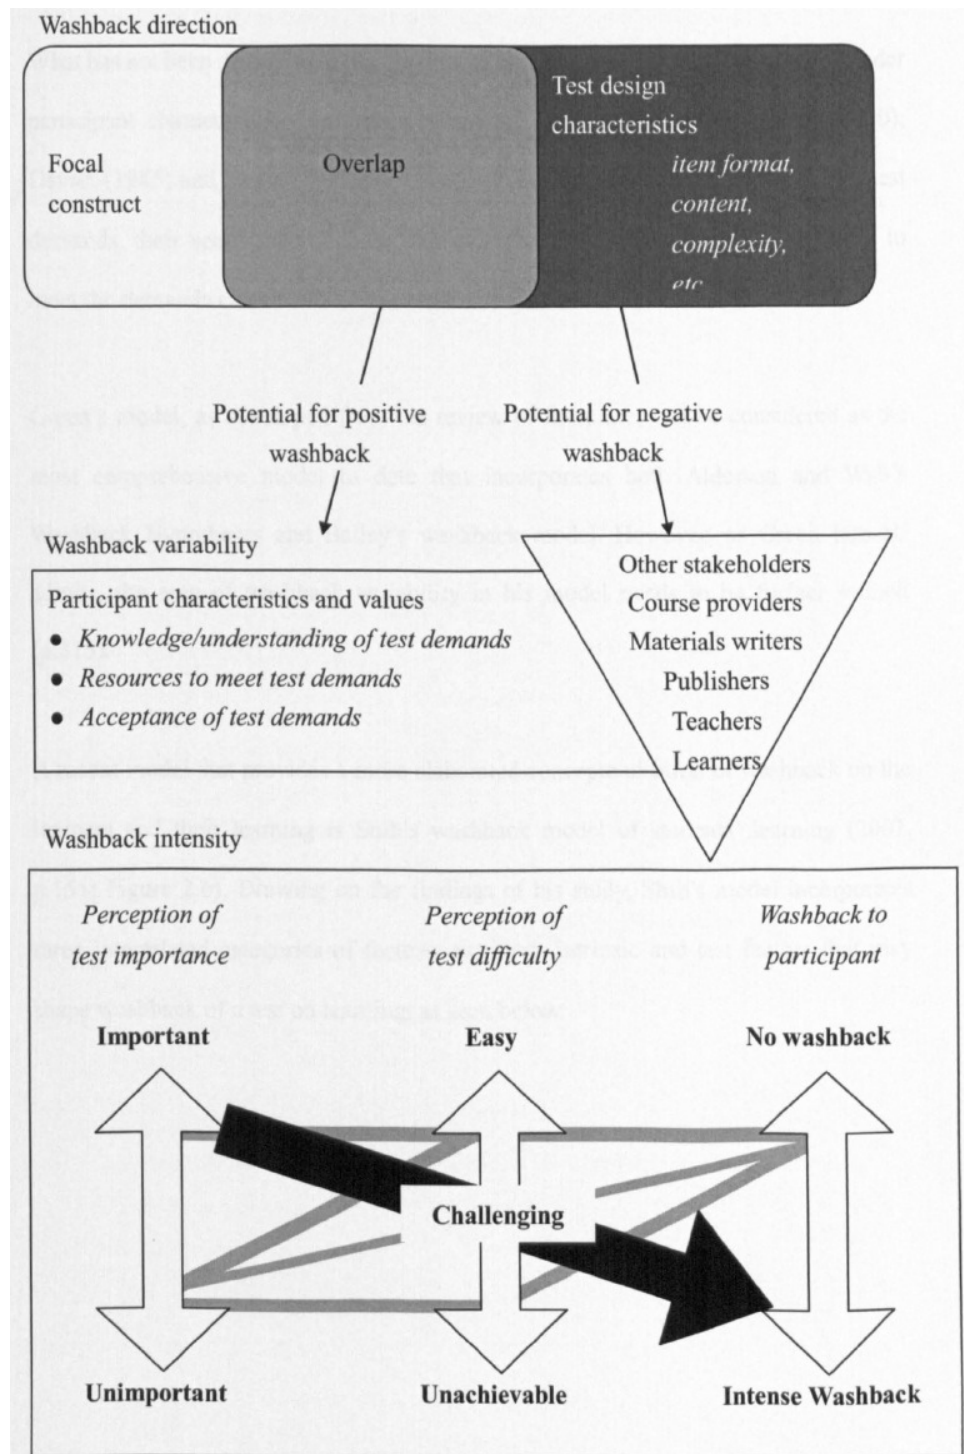 Washback direction
Focal
construct
Overlap
Test design
characteristics
item format,
content,
complexity,
etc
Potential for positive
washback
Potential for negative
washback
Washback variability
Participant characteristics and values
● Knowledge/understanding of test demands
● Resources to meet test demands
● Acceptance of test demands
Other stakeholders
Course providers
Materials writers
Publishers
Teachers
Learners
Washback intensity
Perception of
test importance
Perception of
test difficulty
Washback to
participant
Important
Easy
No washback
Challenging
Unimportant
Unachievable
Intense Washback